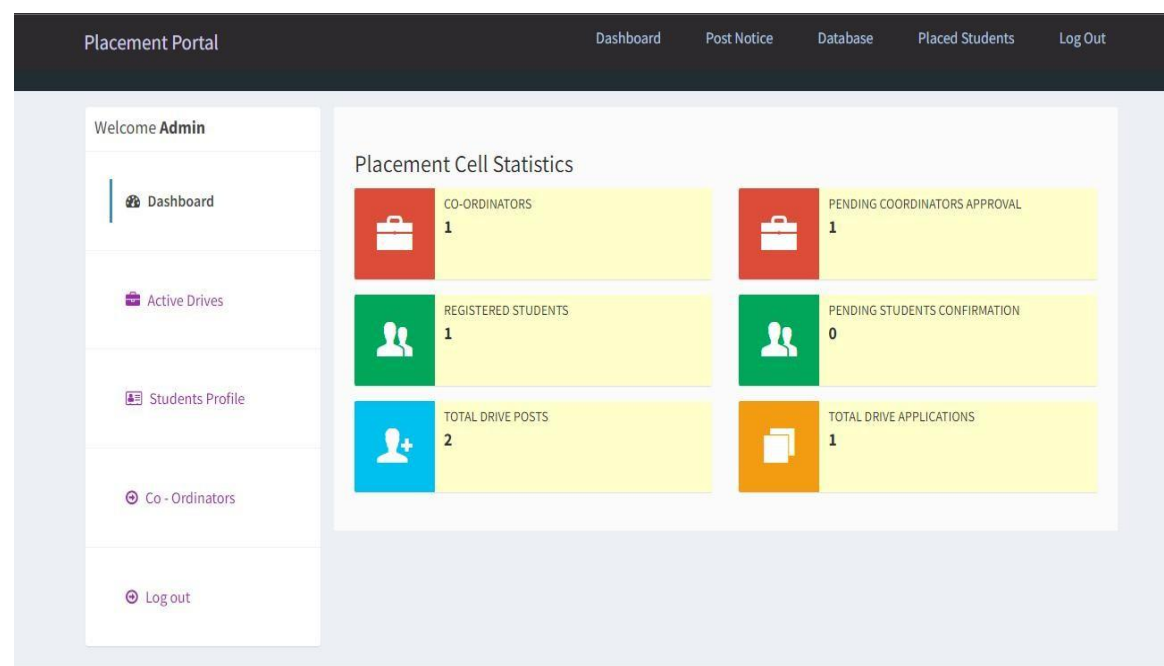 Placement Portal
Dashboard
Post Notice
Database
Placed Students
Log Out
Welcome Admin
Dashboard
Active Drives
Students Profile
Co - Ordinators
Log out
Placement Cell Statistics
CO-ORDINATORS
1
PENDING COORDINATORS APPROVAL
1
REGISTERED STUDENTS
1
PENDING STUDENTS CONFIRMATION
0
TOTAL DRIVE POSTS
2
TOTAL DRIVE APPLICATIONS
1